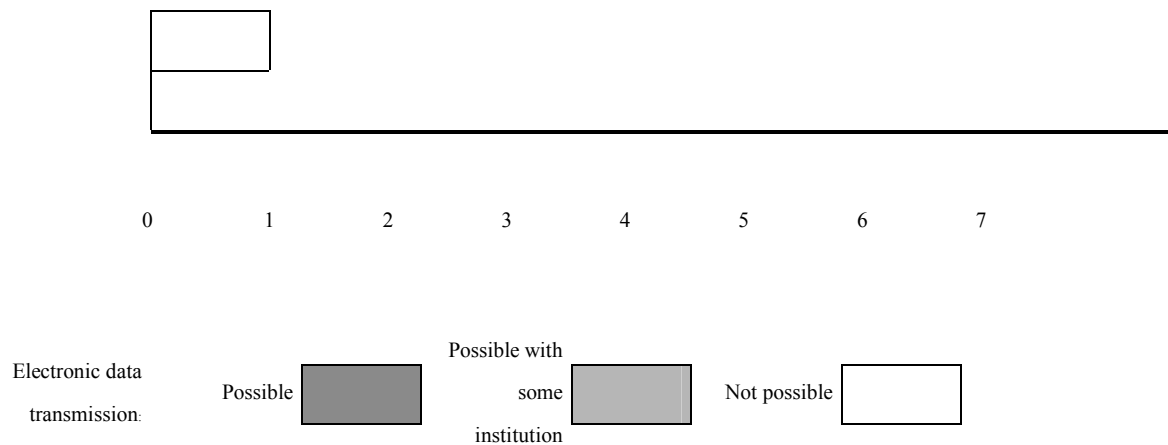 0 1 2 3 4 5 6 7
Electronic data
transmission:
Possible
Possible with
some
institution
Not possible